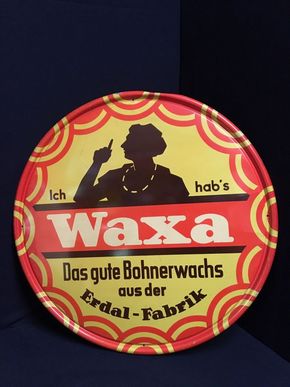 Ich hab's
Waxa
Das gute Bohnerwachs
aus der
Erdal-Fabrik